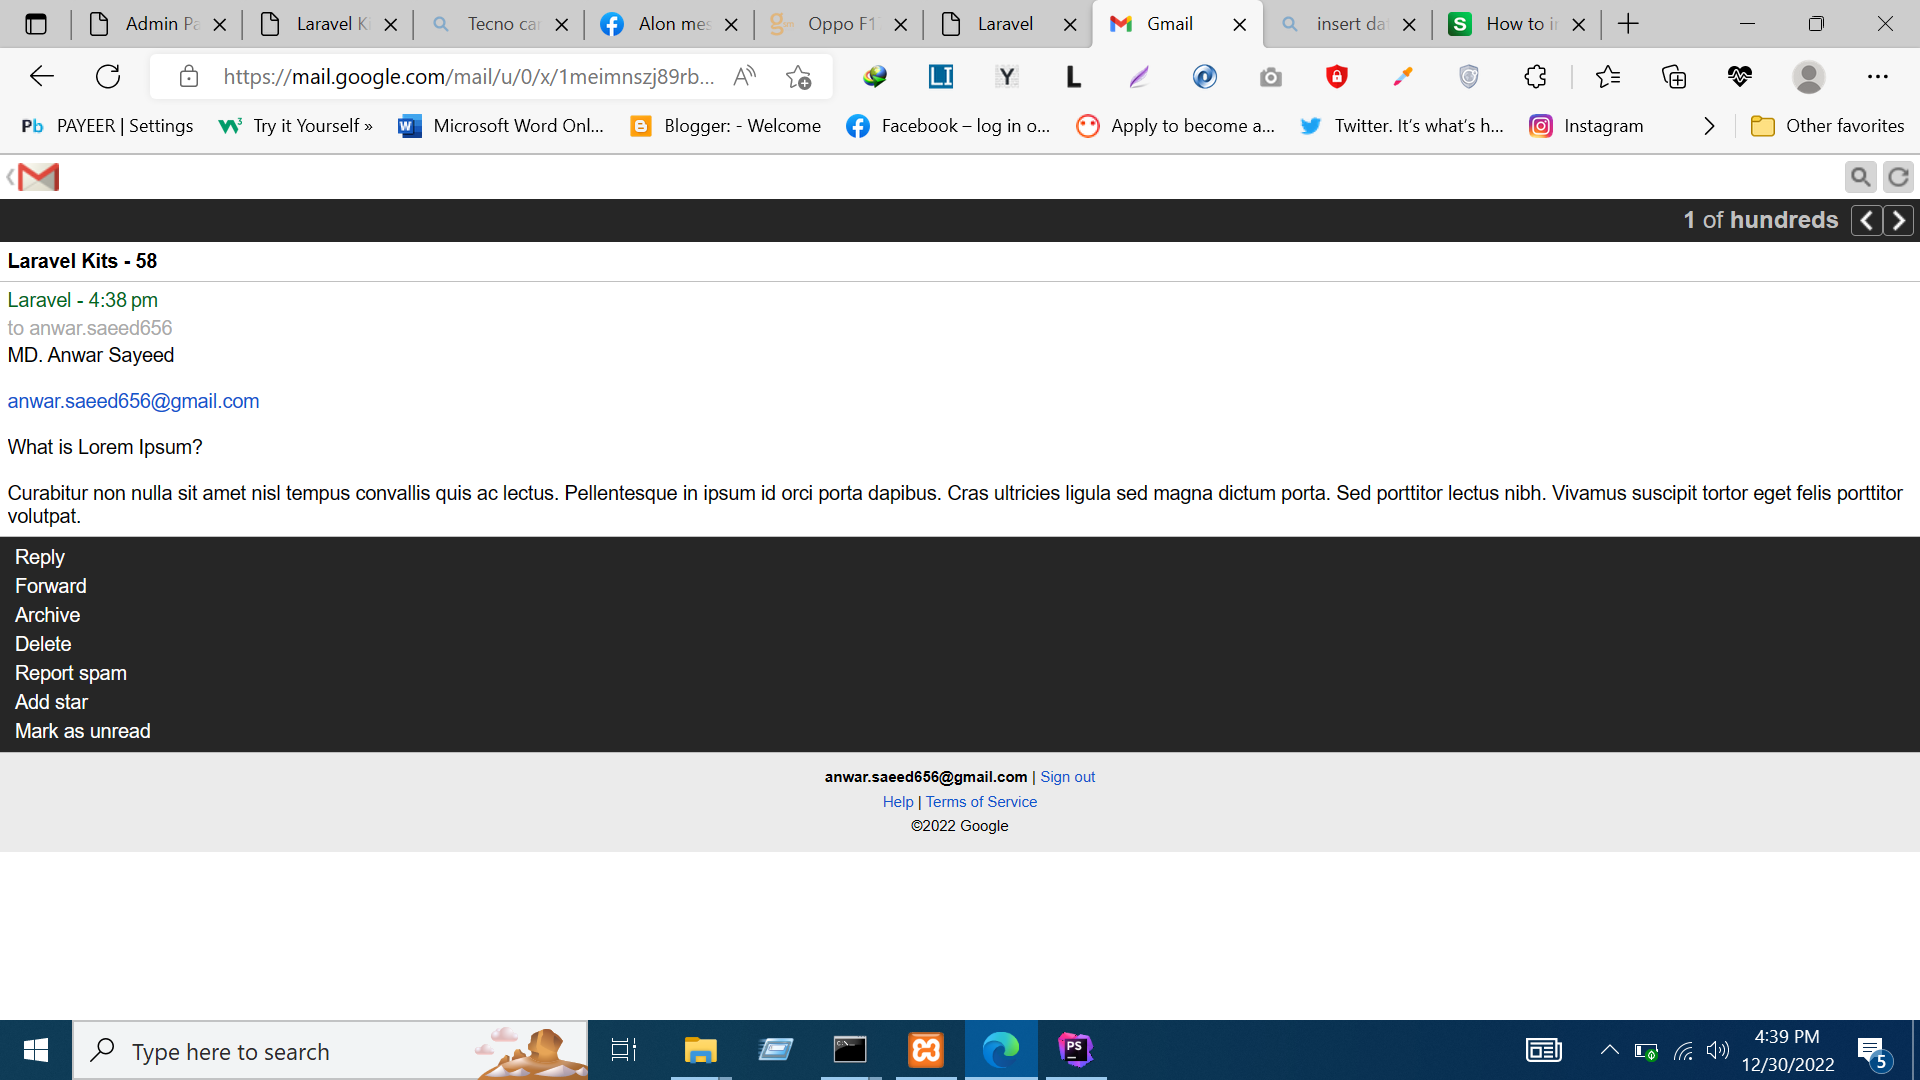 Admin Pa
Laravel Ki
Tecno ca
Alon mes
Oppo F1
Laravel
Gmail
insert da
How to i
https://mail.google.com/mail/u/0/x/1meimnszj89rb...
PAYEER | Settings
Try it Yourself »
Microsoft Word Onl...
Blogger: - Welcome
Facebook – log in o...
Apply to become a...
Twitter. It's what's h...
Instagram
Other favorites
1 of hundreds
Laravel Kits - 58
Laravel - 4:38 pm
to anwar.saeed656
MD. Anwar Sayeed
anwar.saeed656@gmail.com
What is Lorem Ipsum?
Curabitur non nulla sit amet nisl tempus convallis quis ac lectus. Pellentesque in ipsum id orci porta dapibus. Cras ultricies ligula sed magna dictum porta. Sed porttitor lectus nibh. Vivamus suscipit tortor eget felis porttitor
volutpat.
Reply
Forward
Archive
Delete
Report spam
Add star
Mark as unread
anwar.saeed656@gmail.com | Sign out
Help | Terms of Service
©2022 Google
Type here to search
4:39 PM
12/30/2022
5